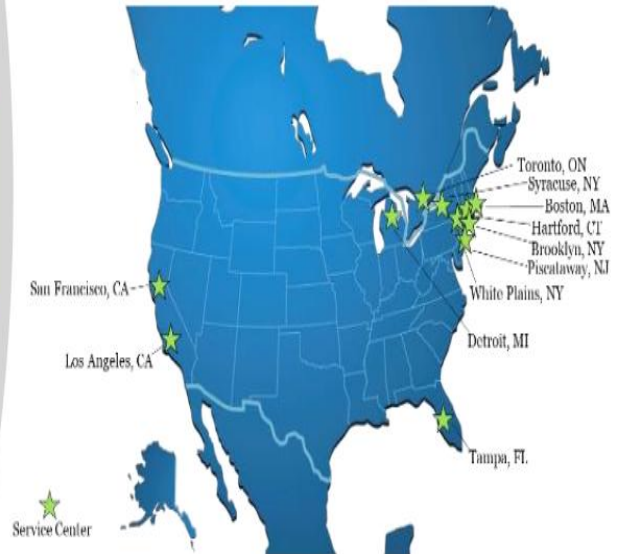 Toronto, ON
Syracuse, NY
Boston, MA
Hartford, CT
Brooklyn, NY
Piscataway, NJ
San Francisco, CA
White Plains, NY
Detroit, MI
Los Angeles, CA
Tampa, FL
Service Center